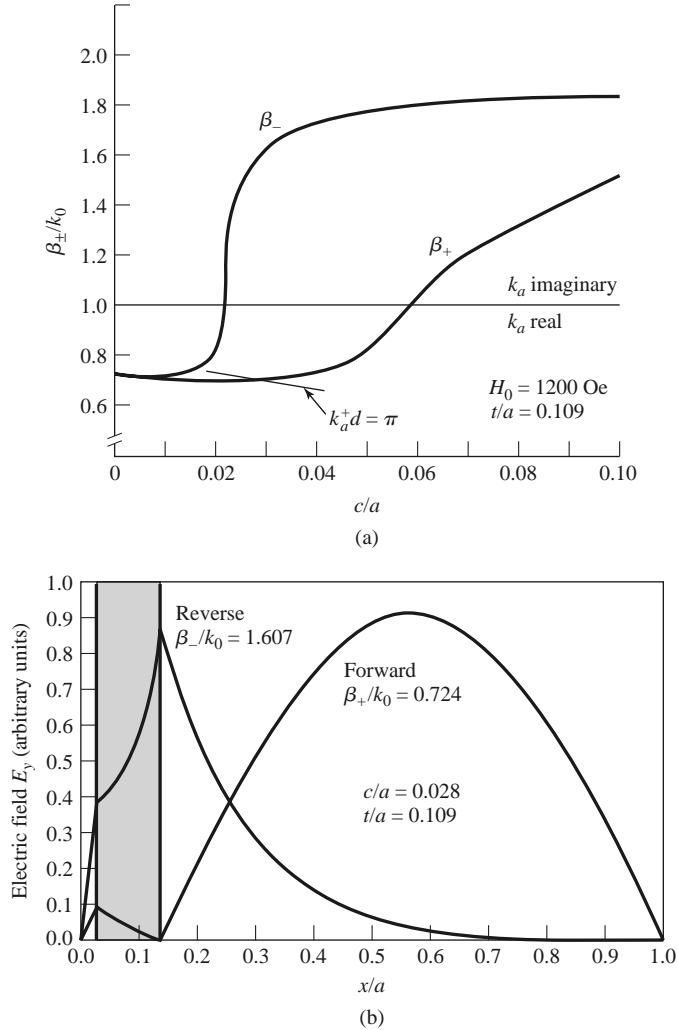 2.0
1.8
1.6
1.4
1.2
1.0
0.8
0.6
β±/k0
β−
β+
ka imaginary
ka real
H0 = 1200 Oe
t/a = 0.109
ka+d = π
0
0.02
0.04
0.06
0.08
0.10
c/a
(a)
1.0
0.9
0.8
0.7
0.6
0.5
0.4
0.3
0.2
0.1
0.0
Electric field Ey (arbitrary units)
Reverse
β−/k0 = 1.607
Forward
β+/k0 = 0.724
c/a = 0.028
t/a = 0.109
0.0
0.1
0.2
0.3
0.4
0.5
0.6
0.7
0.8
0.9
1.0
x/a
(b)